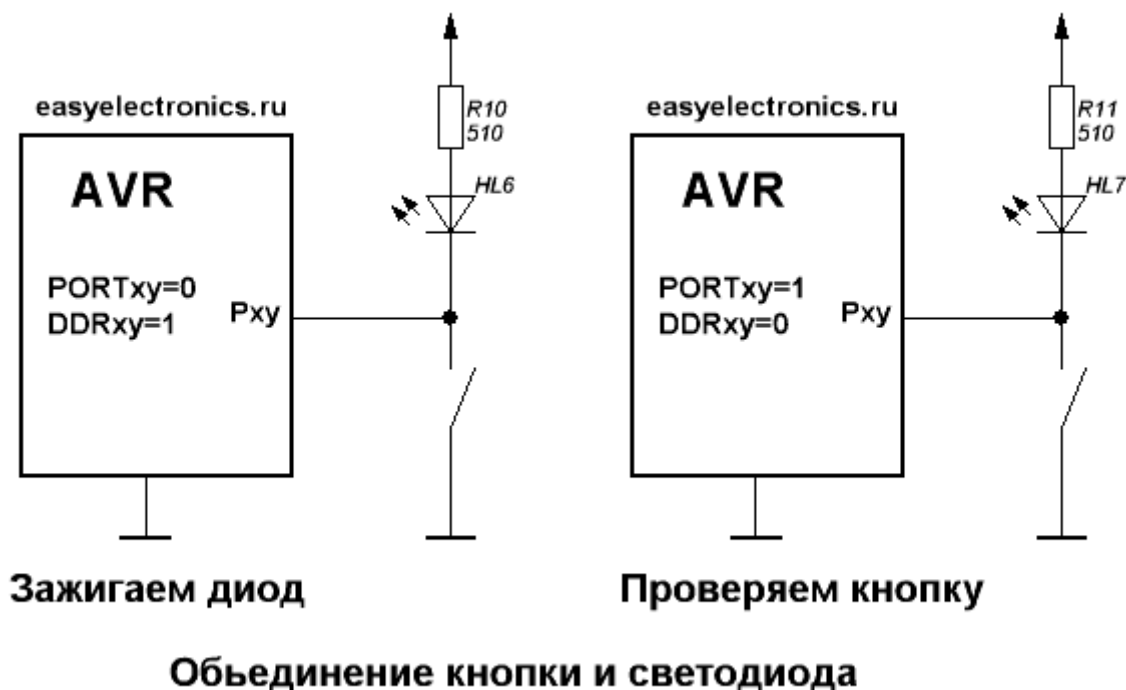 easyelectronics.ru
R10
510
AVR
HL6
PORTxy=0
DDRxy=1
Pxy
Зажигаем диод
easyelectronics.ru
R11
510
AVR
HL7
PORTxy=1
DDRxy=0
Pxy
Проверяем кнопку
Обьединение кнопки и светодиода